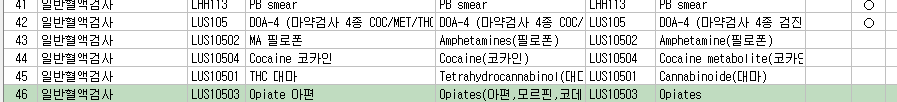 41 일반혈액검사 LHH113 PB smear PB smear LHH113 PB smear ○
42 일반혈액검사 LUS105 DOA-4 (마약검사 4종 COC/MET/THC DOA-4 (마약검사 4종 COC/ LUS105 DOA-4 (마약검사 4종 검진 ○
43 일반혈액검사 LUS10502 MA 필로폰 Amphetamines(필로폰) LUS10502 Amphetamine(필로폰)
44 일반혈액검사 LUS10504 Cocaine 코카인 Cocaine(코카인) LUS10504 Cocaine metabolite(코카인
45 일반혈액검사 LUS10501 THC 대마 Tetrahydrocannabinol(대 LUS10501 Cannabinoide(대마)
46 일반혈액검사 LUS10503 Opiate 아편 Opiates(아편,모르핀,코데 LUS10503 Opiates